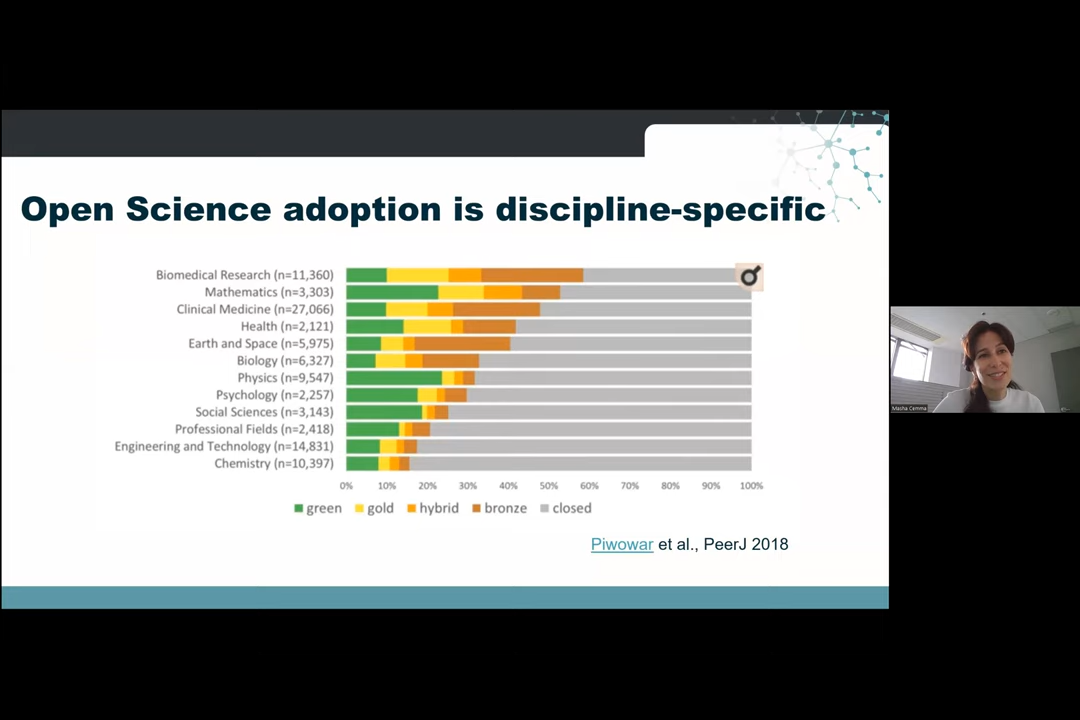 Open Science adoption is discipline-specific
Biomedical Research (n=11,360)
Mathematics (n=3,303)
Clinical Medicine (n=27,066)
Health (n=2,121)
Earth and Space (n=5,975)
Biology (n=6,327)
Physics (n=9,547)
Psychology (n=2,257)
Social Sciences (n=3,143)
Professional Fields (n=2,418)
Engineering and Technology (n=14,831)
Chemistry (n=10,397)
0% 10% 20% 30% 40% 50% 60% 70% 80% 90% 100%
green gold hybrid bronze closed
Piwowar et al., PeerJ 2018
Masha Cemma